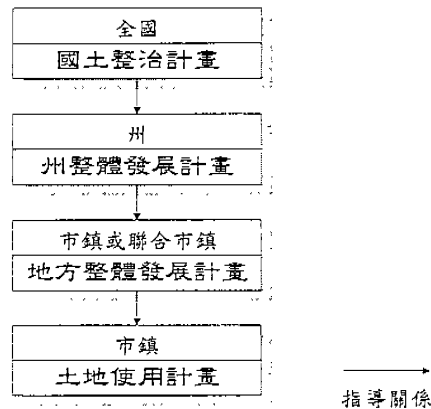 全國
國土整治計畫
州
州整體發展計畫
市鎮或聯合市鎮
地方整體發展計畫
市鎮
土地使用計畫
指導關係